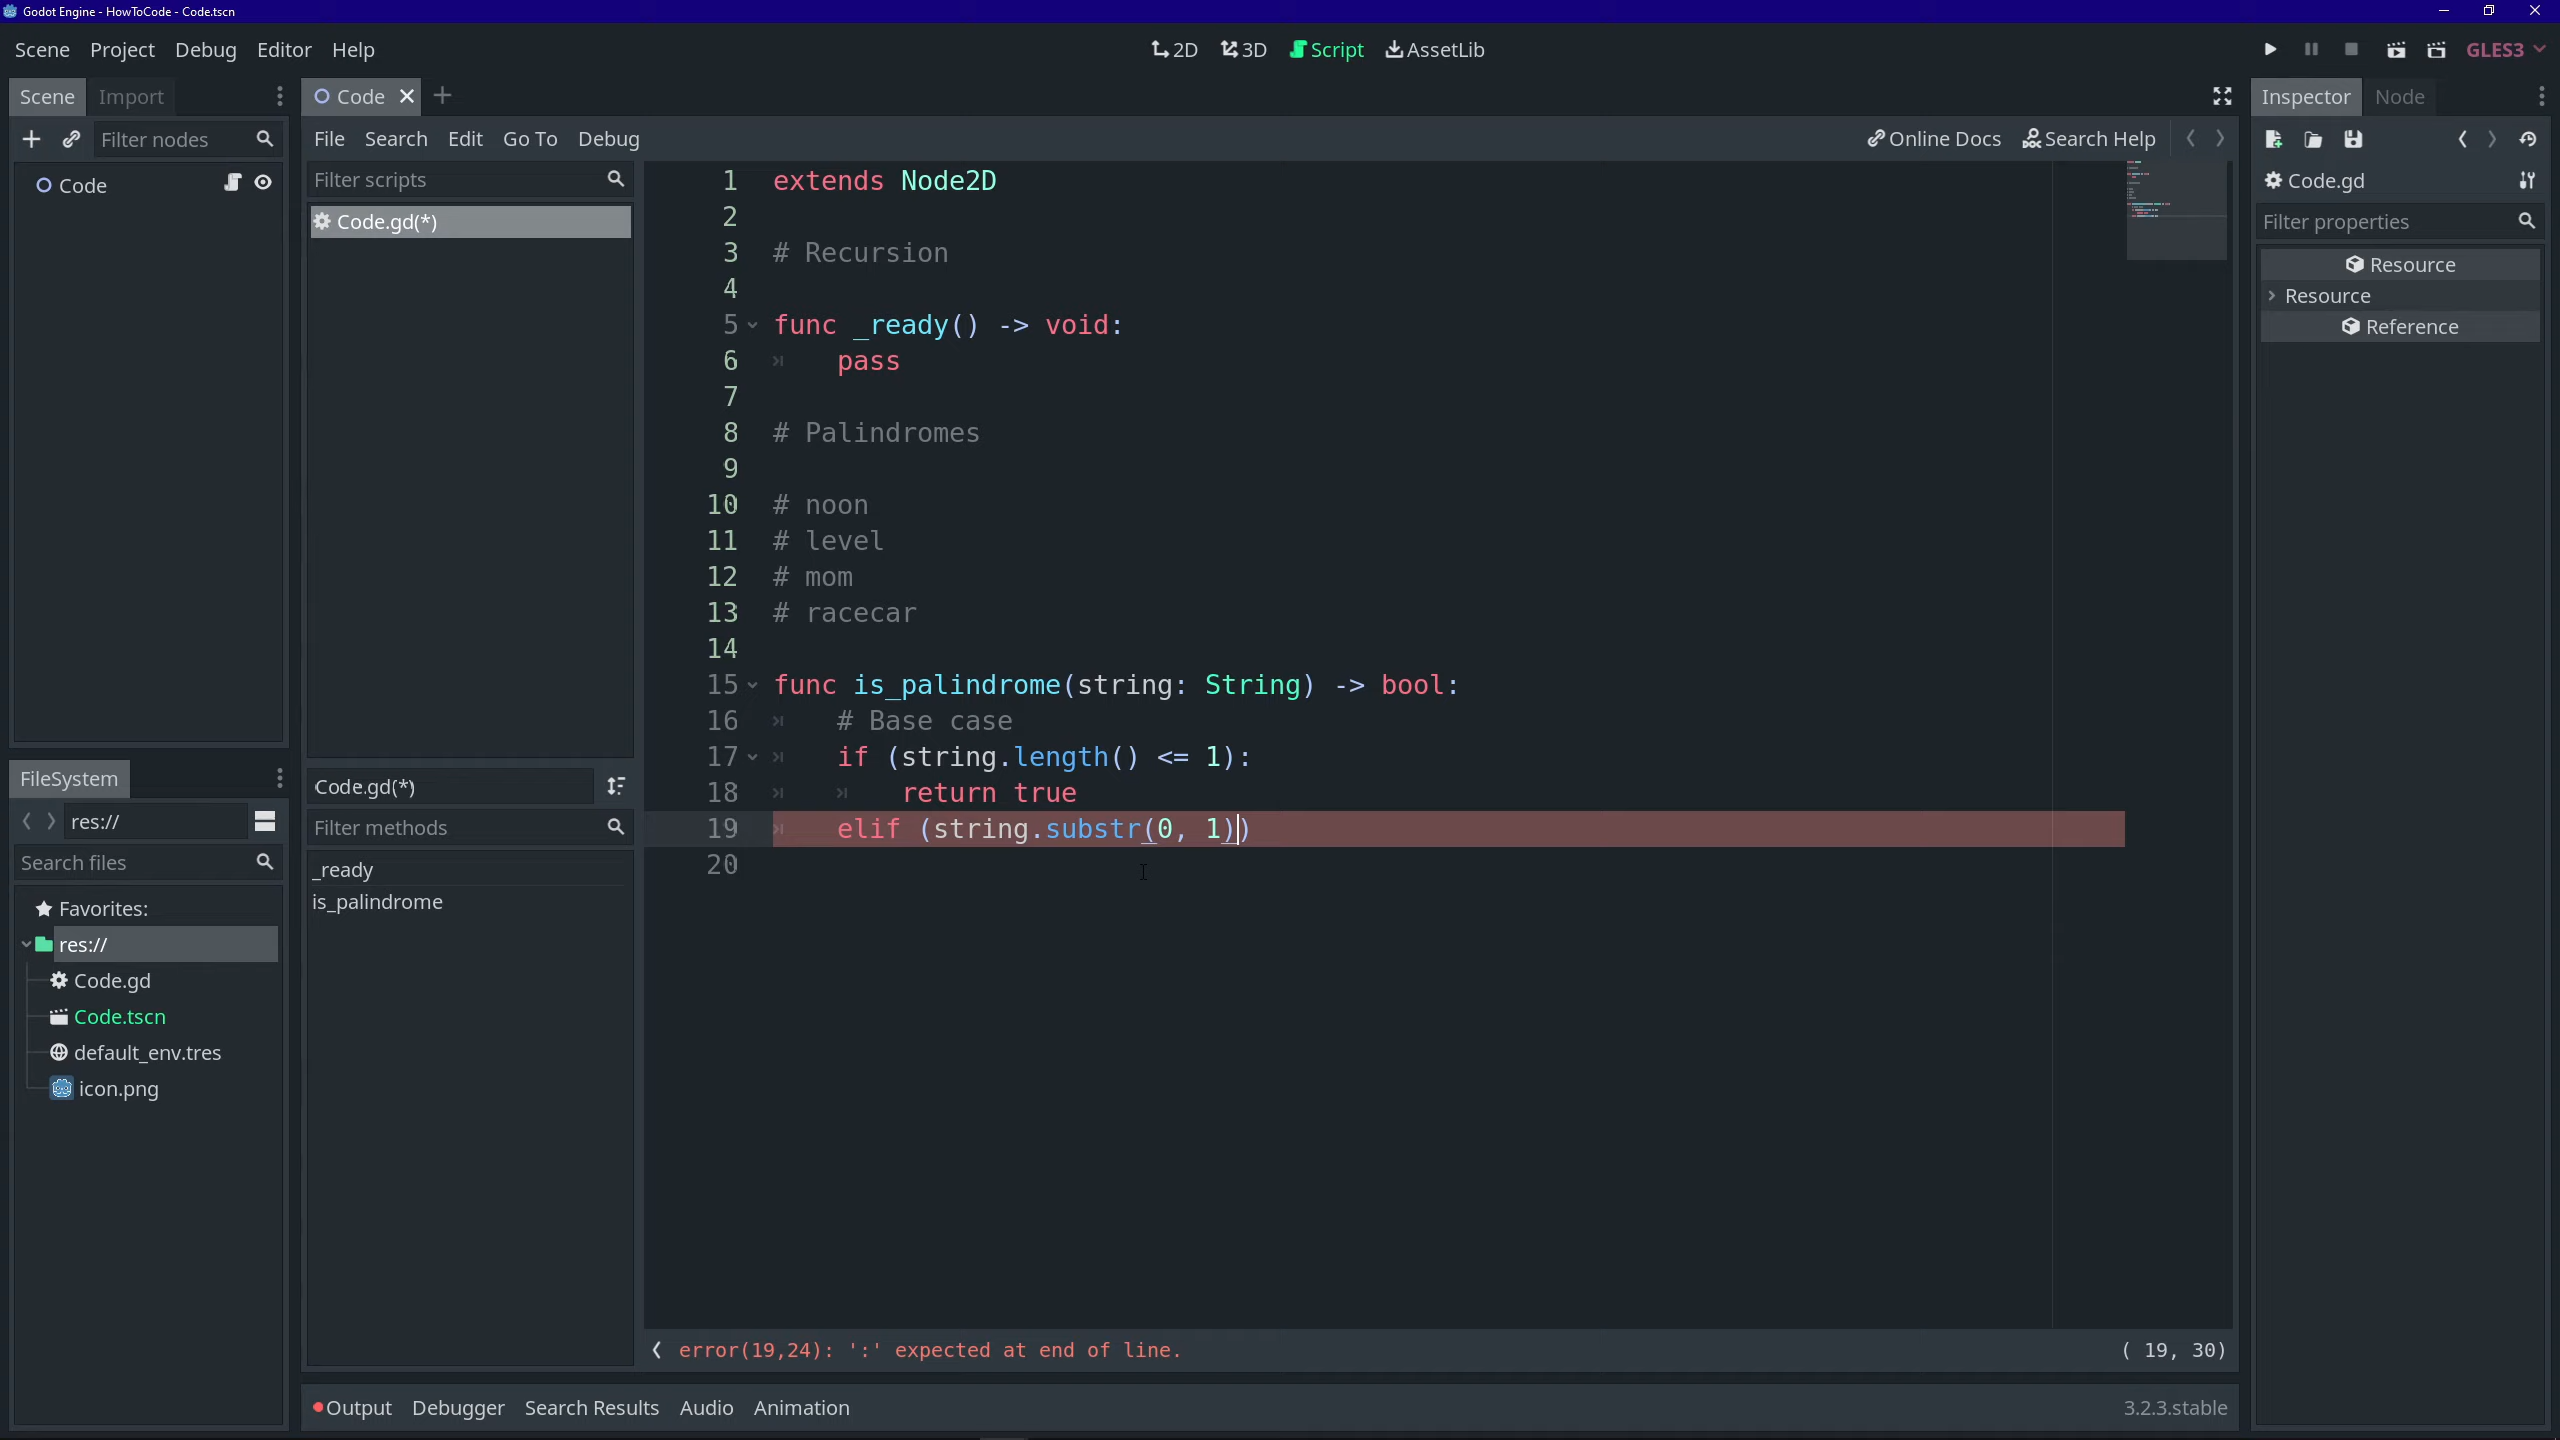 Godot Engine - HowToCode - Code.tscn
Scene Project Debug Editor Help
2D 3D Script AssetLib
GLES3
Scene Import
Filter nodes
Code
FileSystem
res://
Search files
Favorites:
res://
Code.gd
Code.tscn
default_env.tres
icon.png
Code
File Search Edit Go To Debug
Online Docs Search Help
Filter scripts
Code.gd(*)
Code.gd(*)
Filter methods
_ready
is_palindrome
1 extends Node2D
2
3 # Recursion
4
5 func _ready() -> void:
6 pass
7
8 # Palindromes
9
10 # noon
11 # level
12 # mom
13 # racecar
14
15 func is_palindrome(string: String) -> bool:
16 # Base case
17 if (string.length() <= 1):
18 return true
19 elif (string.substr(0, 1))
20
error(19,24): ':' expected at end of line.
( 19, 30)
Output Debugger Search Results Audio Animation
3.2.3.stable
Inspector Node
Code.gd
Filter properties
Resource
Resource
Reference